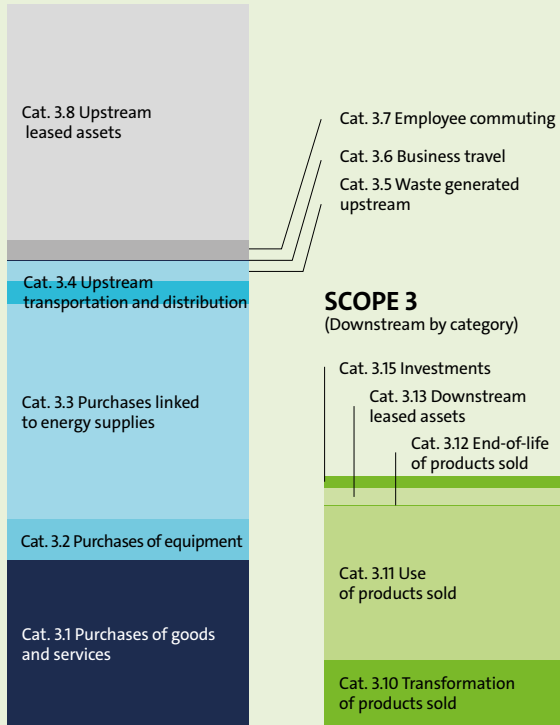 Cat. 3.8 Upstream
leased assets
Cat. 3.4 Upstream
transportation and distribution
Cat. 3.3 Purchases linked
to energy supplies
Cat. 3.2 Purchases of equipment
Cat. 3.1 Purchases of goods
and services
Cat. 3.7 Employee commuting
Cat. 3.6 Business travel
Cat. 3.5 Waste generated
upstream
SCOPE 3
(Downstream by category)
Cat. 3.15 Investments
Cat. 3.13 Downstream
leased assets
Cat. 3.12 End-of-life
of products sold
Cat. 3.11 Use
of products sold
Cat. 3.10 Transformation
of products sold